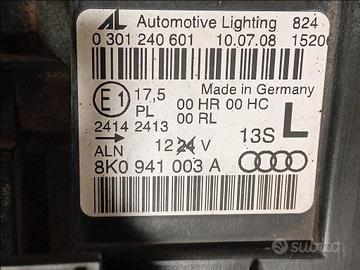 AL Automotive Lighting 824
0 301 240 601 10.07.08 15206
E1 17,5 Made in Germany
PL 00 HR 00 HC
2414 2413 00 RL
ALN 12 24 V 13S L
8K0 941 003 A
subito